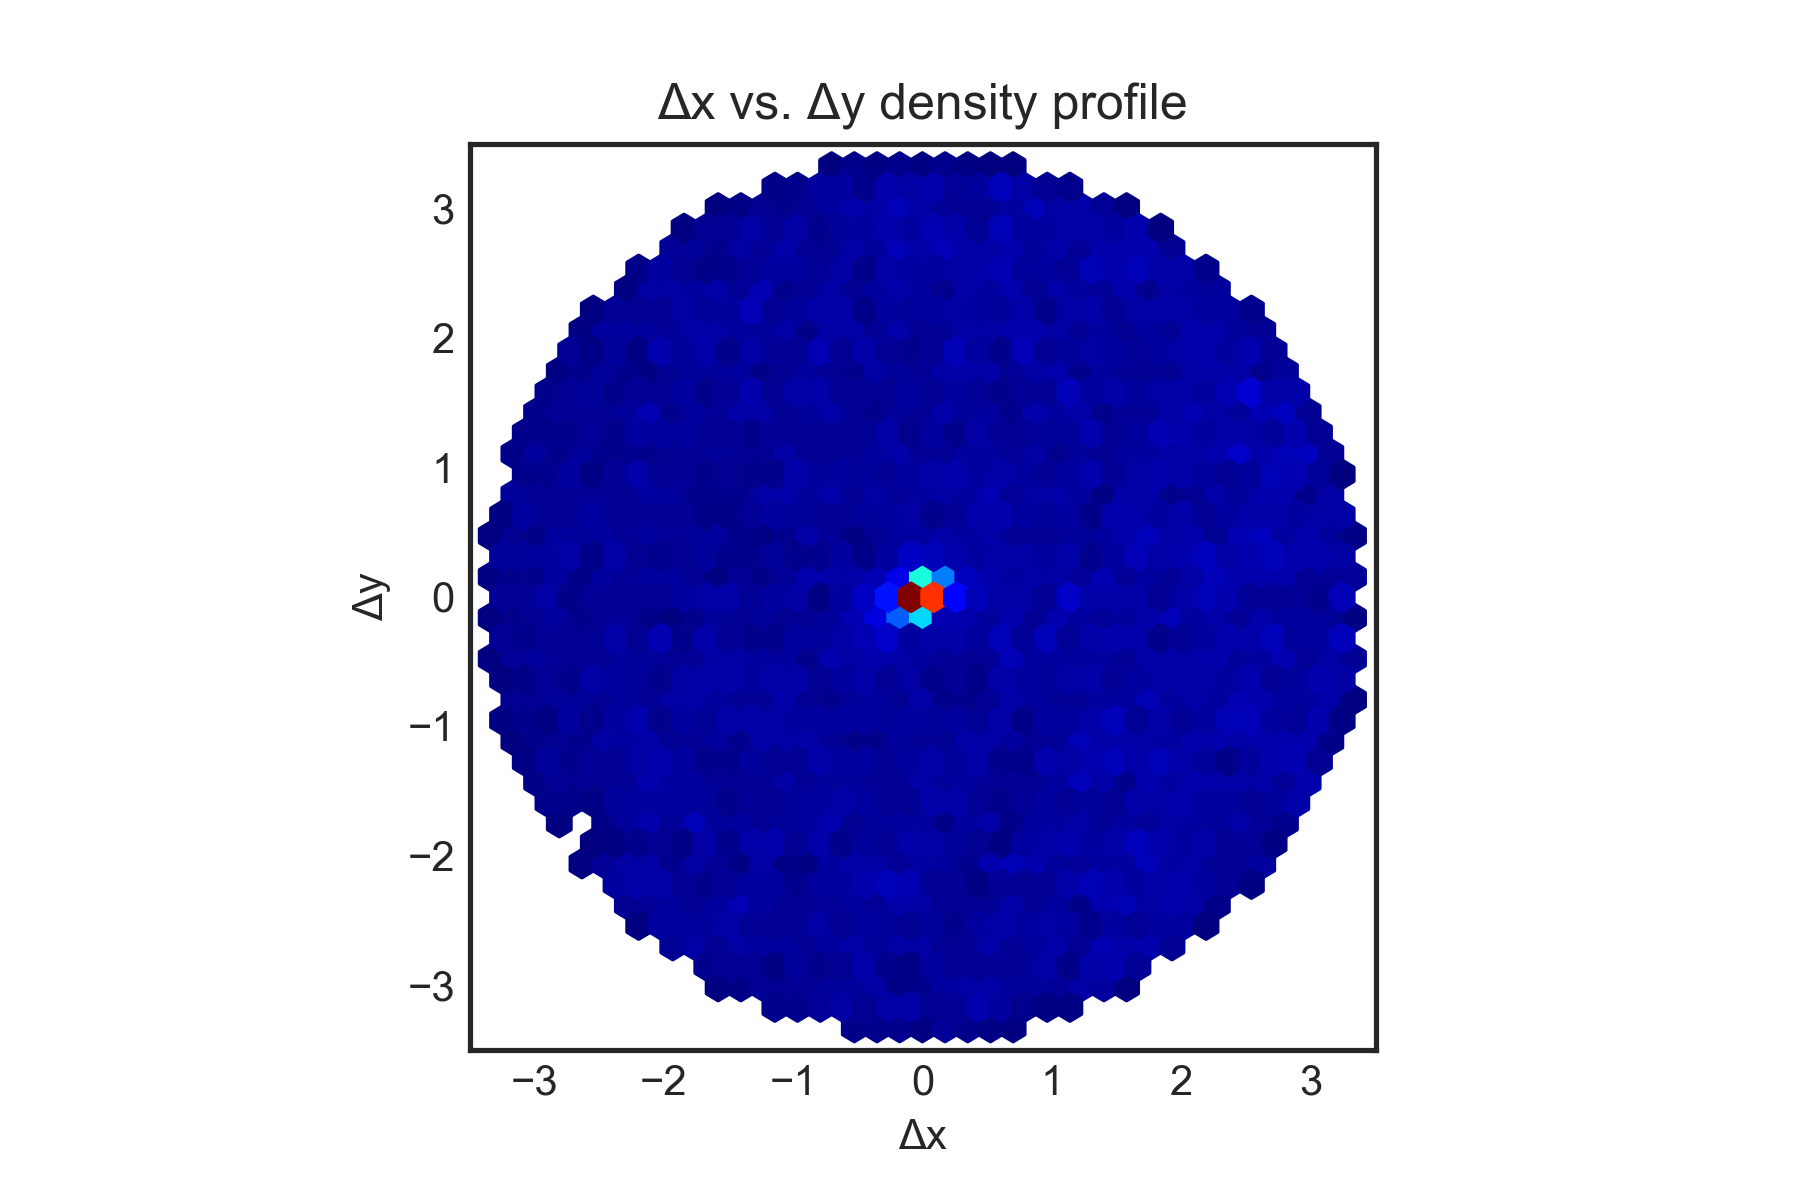 Δx vs. Δy density profile
3
2
1
0
−1
−2
−3
Δy
−3 −2 −1 0 1 2 3
Δx